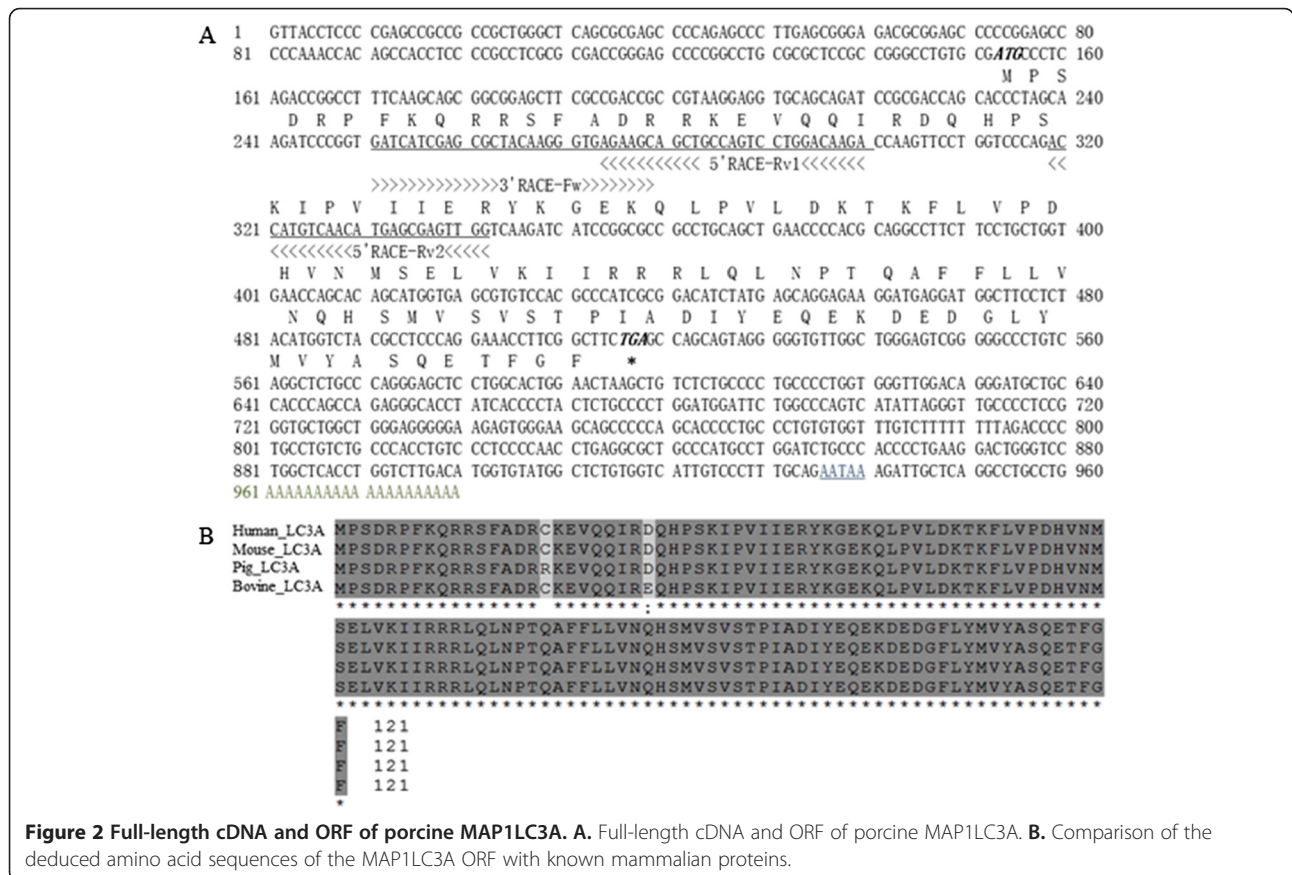 A
1 GTTACCTCCC CGAGCCGCCG CCGCTGGGCT CAGCGCGAGC CCCAGAGCCC TTGAGCGGGA GACGCGGAGC CCCCGGAGCC 80
81 CCCAAACCAC AGCCACCTCC CCGCCTCGCG CGACCGGGAG CCCCGGCCTG CGCGCTCCGC CGGGCCTGTG CGATGCCCTC 160
M P S
161 AGACCGGCCT TTCAAGCAGC GGCGGAGCTT CGCCGACCGC CGTAAGGAGG TGCAGCAGAT CCGCGACCAG CACCCTAGCA 240
D R P F K Q R R S F A D R R K E V Q Q I R D Q H P S
241 AGATCCCGGT GATCATCGAG CGCTACAAGG GTGAGAAGCA GCTGCCAGTC CTGGACAAGA CCAAGTTCCT GGTCCCAGAC 320
<<<<<<<<<<< 5'RACE-Rv1<<<<<<< <<
>>>>>>>>>>>>>>3'RACE-Fw>>>>>>>>
K I P V I I E R Y K G E K Q L P V L D K T K F L V P D
321 CATGTCAACA TGAGCGAGTT GGTCAAGATC ATCCGGCGCC GCCTGCAGCT GAACCCCACG CAGGCCTTCT TCCTGCTGGT 400
<<<<<<<<<5'RACE-Rv2<<<<<
H V N M S E L V K I I R R R L Q L N P T Q A F F L L V
401 GAACCAGCAC AGCATGGTGA GCGTGTCCAC GCCCATCGCG GACATCTATG AGCAGGAGAA GGATGAGGAT GGCTTCCTCT 480
N Q H S M V S V S T P I A D I Y E Q E K D E D G L Y
481 ACATGGTCTA CGCCTCCCAG GAAACCTTCG GCTTCTGAGC CAGCAGTAGG GGGTGTTGGC TGGGAGTCGG GGGCCCTGTC 560
M V Y A S Q E T F G F *
561 AGGCTCTGCC CAGGGAGCTC CTGGCACTGG AACTAAGCTG TCTCTGCCCC TGCCCCTGGT GGGTTGGACA GGGATGCTGC 640
641 CACCCAGCCA GAGGGCACCT ATCACCCCTA CTCTGCCCCT GGATGGATTC TGGCCCAGTC ATATTAGGGT TGCCCCTCCG 720
721 GGTGCTGGCT GGGAGGGGGA AGAGTGGGAA GCAGCCCCCA GCACCCCTGC CCTGTGTGGT TTGTCTTTTT TTTAGACCCC 800
801 TGCCTGTCTG GCCCACCTGTC CCTCCCCAAC CTGAGGCGCT GCCCATGCCT GGATCTGCCC CACCCCTGAAG GACTGGGTCC 880
881 TGGCTCACCT GGTCTTGACA TGGTGTATGG CTCTGTGGTC ATTGTCCCTT TGCAGAATAA AGATTGCTCA GGCCTGCCTG 960
961 AAAAAAAAAA AAAAAAAAAA
B
Human_LC3A MPSDRPFKQRRSFADRCKEVQQIRDQHPSKIPVIIERYKGEKQLPVLDKTKFLVPDHVNM
Mouse_LC3A MPSDRPFKQRRSFADRCKEVQQIRDQHPSKIPVIIERYKGEKQLPVLDKTKFLVPDHVNM
Pig_LC3A MPSDRPFKQRRSFADRRKEVQQIRDQHPSKIPVIIERYKGEKQLPVLDKTKFLVPDHVNM
Bovine_LC3A MPSDRPFKQRRSFADRCKEVQQIREQHPSKIPVIIERYKGEKQLPVLDKTKFLVPDHVNM
**************** *******:***********************************
SELVKIIRRRLQLNPTQAFFLLVNQHSMVSVSTPIADIYEQEKDEDGFLYMVYASQETFG
SELVKIIRRRLQLNPTQAFFLLVNQHSMVSVSTPIADIYEQEKDEDGFLYMVYASQETFG
SELVKIIRRRLQLNPTQAFFLLVNQHSMVSVSTPIADIYEQEKDEDGFLYMVYASQETFG
SELVKIIRRRLQLNPTQAFFLLVNQHSMVSVSTPIADIYEQEKDEDGFLYMVYASQETFG
************************************************************
F 121
F 121
F 121
F 121
*
Figure 2 Full-length cDNA and ORF of porcine MAP1LC3A. A. Full-length cDNA and ORF of porcine MAP1LC3A. B. Comparison of the
deduced amino acid sequences of the MAP1LC3A ORF with known mammalian proteins.